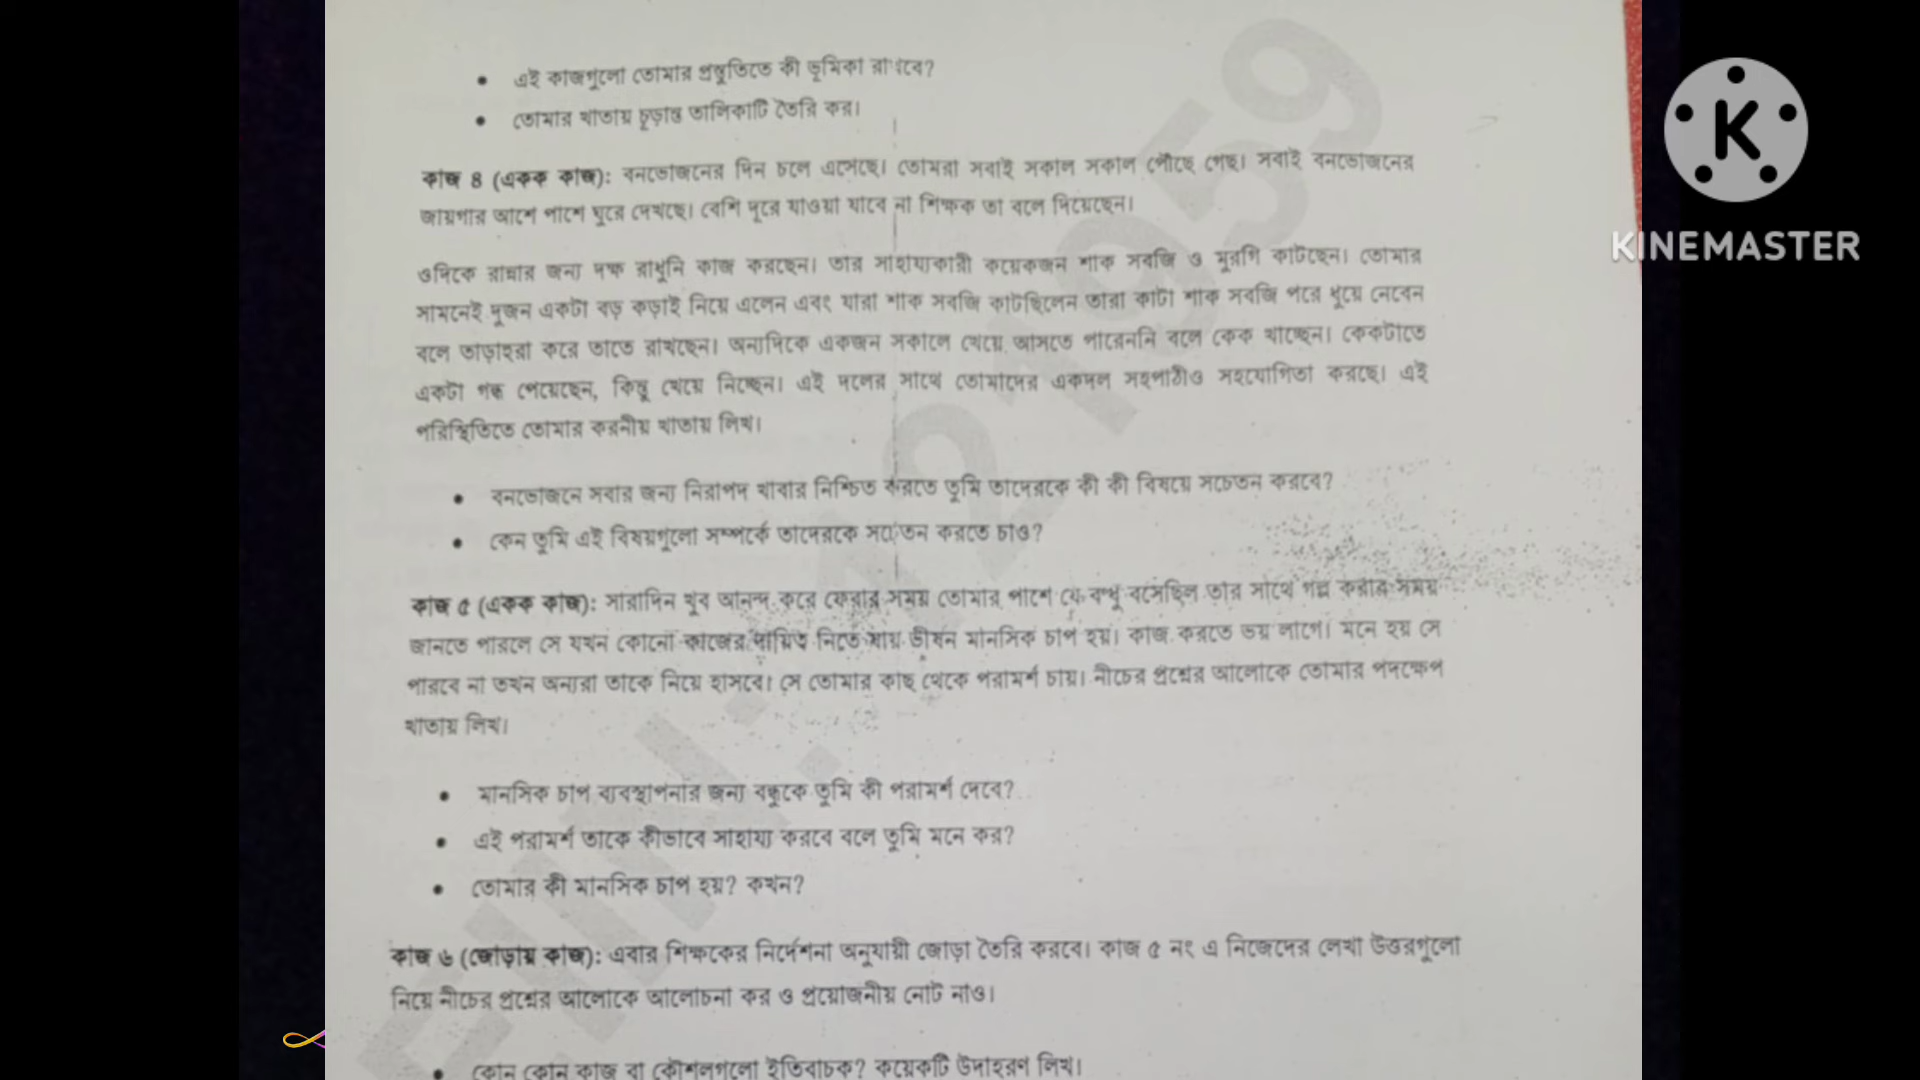 এই কাজগুলো তোমার প্রস্তুতিতে কী ভূমিকা রাখবে?
তোমার খাতায় চূড়ান্ত তালিকাটি তৈরি কর।
কাজ ৪ (একক কাজ): বনভোজনের দিন চলে এসেছে। তোমরা সবাই সকাল সকাল পৌঁছে গেছ। সবাই বনভোজনের
জায়গার আশে পাশে ঘুরে দেখছে। বেশি দূরে যাওয়া যাবে না শিক্ষক তা বলে দিয়েছেন।
ওদিকে রান্নার জন্য দক্ষ রাধুনি কাজ করছেন। তার সাহায্যকারী কয়েকজন শাক সবজি ও মুরগি কাটছেন। তোমার
সামনেই দুজন একটা বড় কড়াই নিয়ে এলেন এবং যারা শাক সবজি কাটছিলেন তারা কাটা শাক সবজি পরে ধুয়ে নেবেন
বলে তাড়াহুরা করে তাতে রাখছেন। অন্যদিকে একজন সকালে খেয়ে আসতে পারেননি বলে কেক খাচ্ছেন। কেকটাতে
একটা গন্ধ পেয়েছেন, কিন্তু খেয়ে নিচ্ছেন। এই দলের সাথে তোমাদের একদল সহপাঠীও সহযোগিতা করছে। এই
পরিস্থিতিতে তোমার করনীয় খাতায় লিখ।
বনভোজনে সবার জন্য নিরাপদ খাবার নিশ্চিত করতে তুমি তাদেরকে কী কী বিষয়ে সচেতন করবে?
কেন তুমি এই বিষয়গুলো সম্পর্কে তাদেরকে সচেতন করতে চাও?
কাজ ৫ (একক কাজ): সারাদিন খুব আনন্দ করে ফেরার সময় তোমার পাশে যে বন্ধু বসেছিল তার সাথে গল্প করার সময়
জানতে পারলে সে যখন কোনো কাজের দায়িত্ব নিতে যায় ভীষন মানসিক চাপ হয়। কাজ করতে ভয় লাগে। মনে হয় সে
পারবে না তখন অন্যরা তাকে নিয়ে হাসবে। সে তোমার কাছ থেকে পরামর্শ চায়। নীচের প্রশ্নের আলোকে তোমার পদক্ষেপ
খাতায় লিখ।
মানসিক চাপ ব্যবস্থাপনার জন্য বন্ধুকে তুমি কী পরামর্শ দেবে?
এই পরামর্শ তাকে কীভাবে সাহায্য করবে বলে তুমি মনে কর?
তোমার কী মানসিক চাপ হয়? কখন?
কাজ ৬ (জোড়ায় কাজ): এবার শিক্ষকের নির্দেশনা অনুযায়ী জোড়া তৈরি করবে। কাজ ৫ নং এ নিজেদের লেখা উত্তরগুলো
নিয়ে নীচের প্রশ্নের আলোকে আলোচনা কর ও প্রয়োজনীয় নোট নাও।
কোন কোন কাজ বা কৌশলগুলো ইতিবাচক? কয়েকটি উদাহরণ লিখ।
K
KINEMASTER